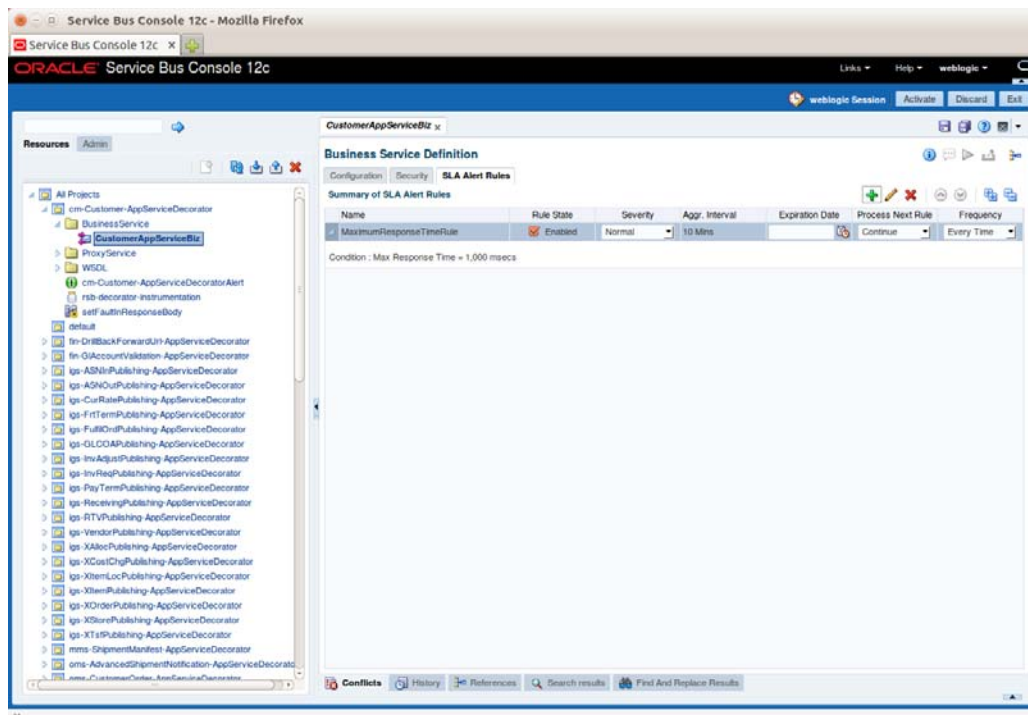 Service Bus Console 12c - Mozilla Firefox
Service Bus Console 12c
ORACLE Service Bus Console 12c
Links Help weblogic
weblogic Session Activate Discard Exit
Resources Admin
All Projects
cm-Customer-AppServiceDecorator
BusinessService
CustomerAppServiceBiz
ProxyService
WSDL
cm-Customer-AppServiceDecoratorAlert
rsb-decorator-instrumentation
setFaultInResponseBody
default
fin-DrillBackForwardUrl-AppServiceDecorator
fin-GlAccountValidation-AppServiceDecorator
igs-ASNInPublishing-AppServiceDecorator
igs-ASNOutPublishing-AppServiceDecorator
igs-CurRatePublishing-AppServiceDecorator
igs-FrtTermPublishing-AppServiceDecorator
igs-FulfilOrdPublishing-AppServiceDecorator
igs-GLCOAPublishing-AppServiceDecorator
igs-InvAdjustPublishing-AppServiceDecorator
igs-InvReqPublishing-AppServiceDecorator
igs-PayTermPublishing-AppServiceDecorator
igs-ReceivingPublishing-AppServiceDecorator
igs-RTVPublishing-AppServiceDecorator
igs-VendorPublishing-AppServiceDecorator
igs-XAllocPublishing-AppServiceDecorator
igs-XCostChgPublishing-AppServiceDecorator
igs-XItemLocPublishing-AppServiceDecorator
igs-XItemPublishing-AppServiceDecorator
igs-XOrderPublishing-AppServiceDecorator
igs-XStorePublishing-AppServiceDecorator
igs-XTsfPublishing-AppServiceDecorator
mms-ShipmentManifest-AppServiceDecorator
oms-AdvancedShipmentNotification-AppServiceDecorato
oms-CustomerOrder-AppServiceDecorator
CustomerAppServiceBiz
Business Service Definition
Configuration Security SLA Alert Rules
Summary of SLA Alert Rules
Name Rule State Severity Aggr. Interval Expiration Date Process Next Rule Frequency
MaximumResponseTimeRule Enabled Normal 10 Mins Continue Every Time
Condition : Max Response Time = 1,000 msecs
Conflicts History References Search results Find And Replace Results